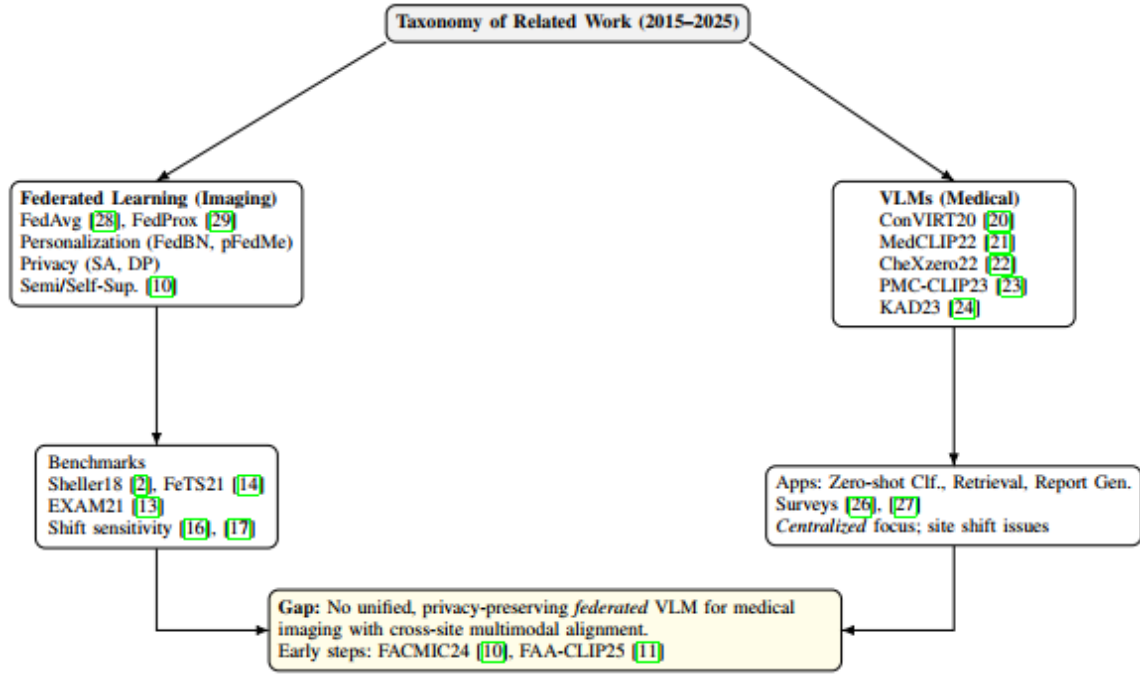 Taxonomy of Related Work (2015–2025)
Federated Learning (Imaging)
FedAvg [28], FedProx [29]
Personalization (FedBN, pFedMe)
Privacy (SA, DP)
Semi/Self-Sup. [10]
VLMs (Medical)
ConVIRT20 [20]
MedCLIP22 [21]
CheXzero22 [22]
PMC-CLIP23 [23]
KAD23 [24]
Benchmarks
Sheller18 [2], FeTS21 [14]
EXAM21 [13]
Shift sensitivity [16], [17]
Apps: Zero-shot Clf., Retrieval, Report Gen.
Surveys [26], [27]
Centralized focus; site shift issues
Gap: No unified, privacy-preserving federated VLM for medical
imaging with cross-site multimodal alignment.
Early steps: FACMIC24 [10], FAA-CLIP25 [11]